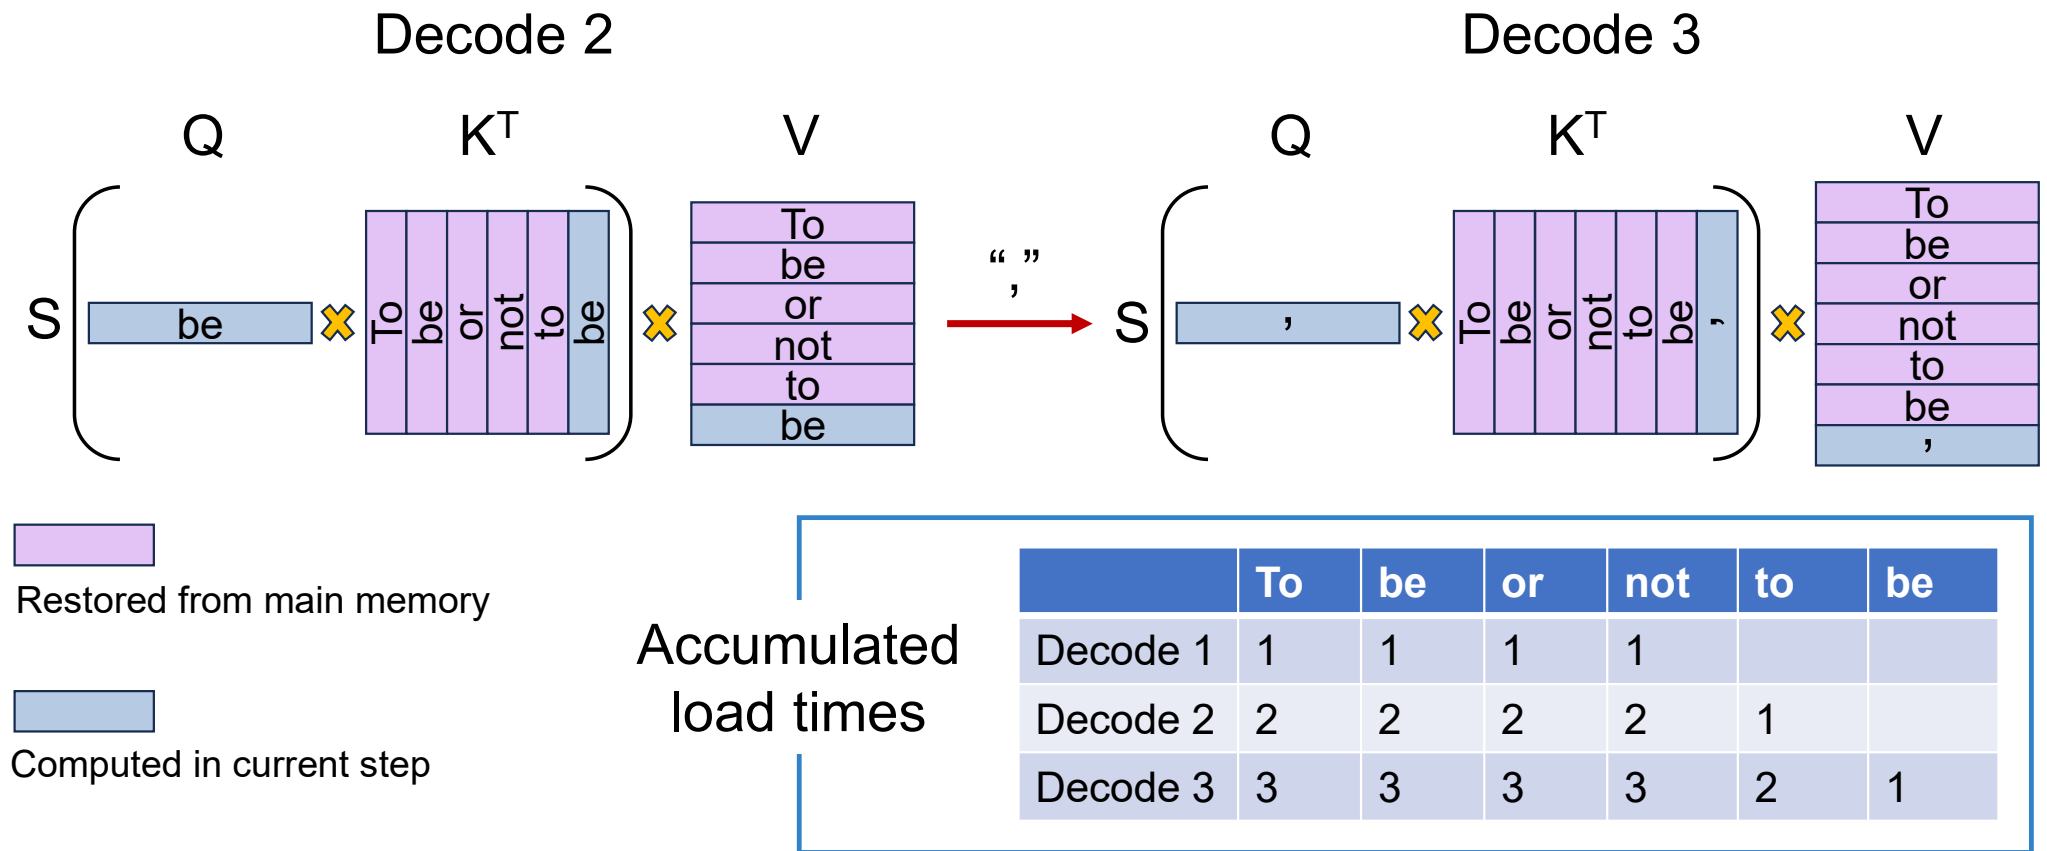 Decode 2
Decode 3
Q
K^T
V
Q
K^T
V
S
be
To
be
or
not
to
be
To
be
or
not
to
be
“,”
S
,
To
be
or
not
to
be
,
To
be
or
not
to
be
,
Restored from main memory
Computed in current step
Accumulated
load times
To be or not to be
Decode 1 1 1 1 1
Decode 2 2 2 2 2 1
Decode 3 3 3 3 3 2 1